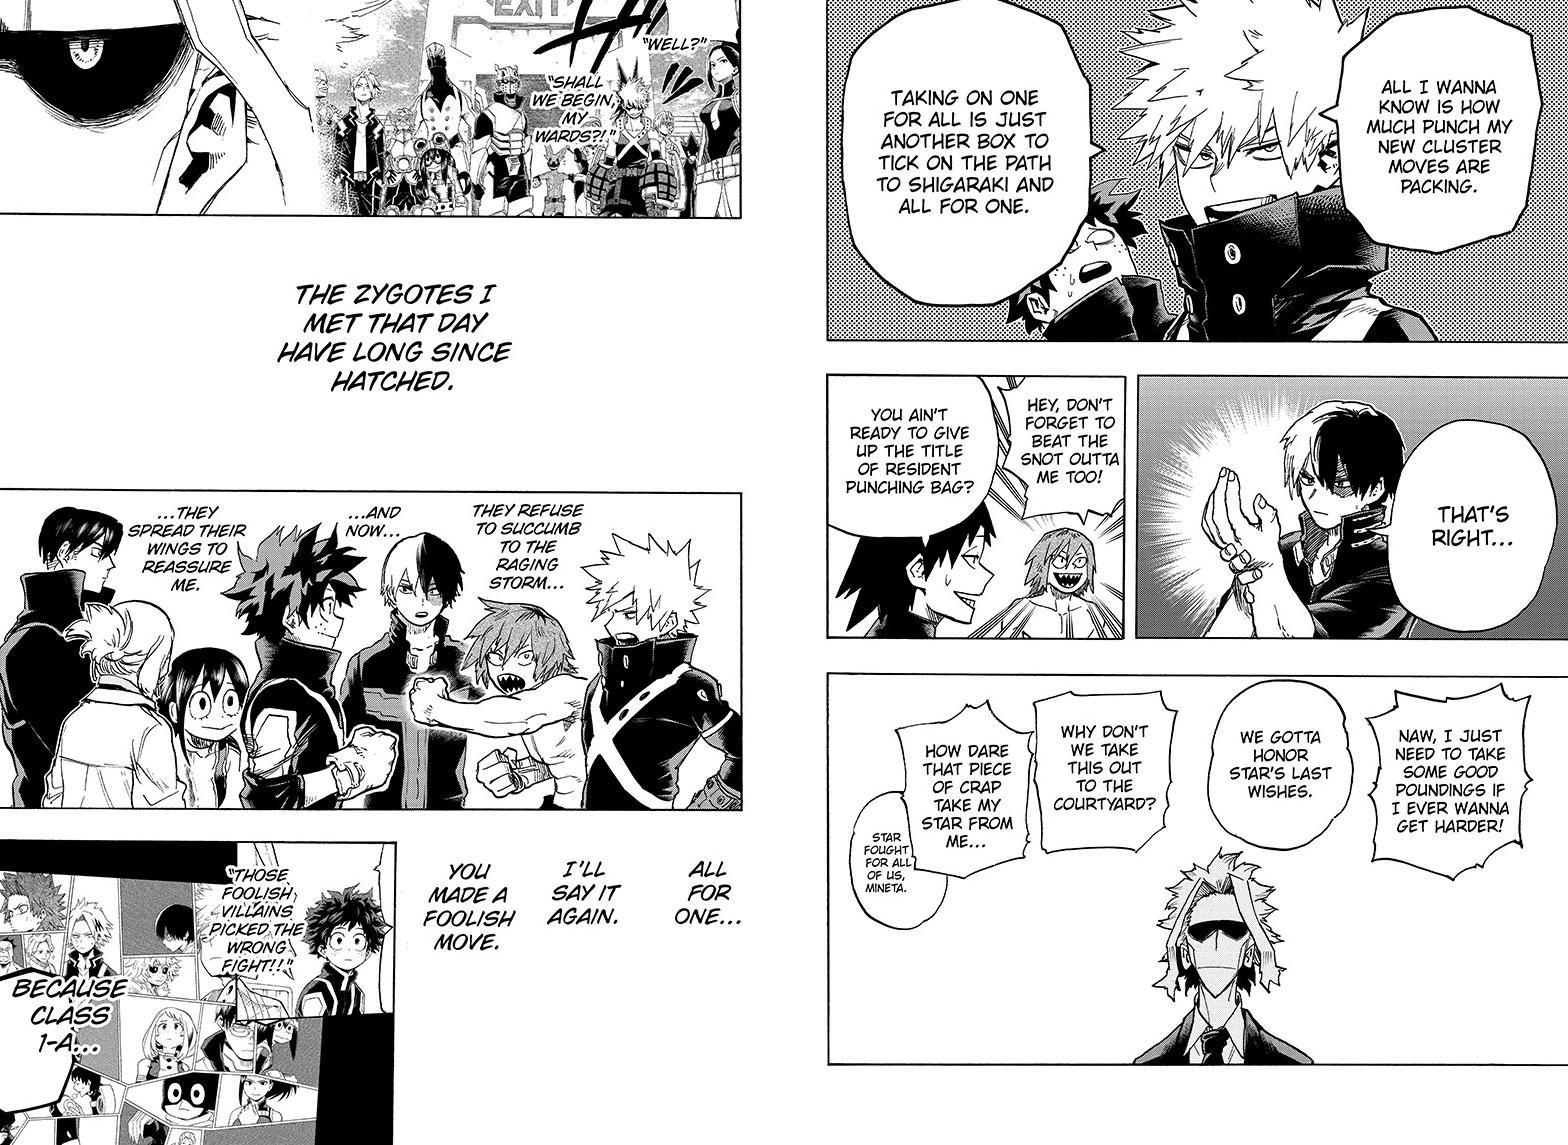 ALL I WANNA
KNOW IS HOW
MUCH PUNCH MY
NEW CLUSTER
MOVES ARE
PACKING.
TAKING ON ONE
FOR ALL IS JUST
ANOTHER BOX TO
TICK ON THE PATH
TO SHIGARAKI AND
ALL FOR ONE.
THAT'S
RIGHT...
HEY, DON'T
FORGET TO
BEAT THE
SNOT OUTTA
ME TOO!
YOU AIN'T
READY TO GIVE
UP THE TITLE
OF RESIDENT
PUNCHING BAG?
NAW, I JUST
NEED TO TAKE
SOME GOOD
POUNDINGS IF
I EVER WANNA
GET HARDER!
WE GOTTA
HONOR
STAR'S LAST
WISHES.
WHY DON'T
WE TAKE
THIS OUT
TO THE
COURTYARD?
HOW DARE
THAT PIECE
OF CRAP
TAKE MY
STAR FROM
ME...
STAR
FOUGHT
FOR ALL
OF US,
MINETA.
EXIT
"WELL?"
"SHALL
WE BEGIN,
MY
WARDS?!"
THE ZYGOTES I
MET THAT DAY
HAVE LONG SINCE
HATCHED.
THEY REFUSE
TO SUCCUMB
TO THE
RAGING
STORM...
...AND
NOW...
...THEY
SPREAD THEIR
WINGS TO
REASSURE
ME.
ALL
FOR
ONE...
I'LL
SAY IT
AGAIN.
YOU
MADE A
FOOLISH
MOVE.
"THOSE
FOOLISH
VILLAINS
PICKED THE
WRONG
FIGHT!!"
BECAUSE
CLASS
1-A...